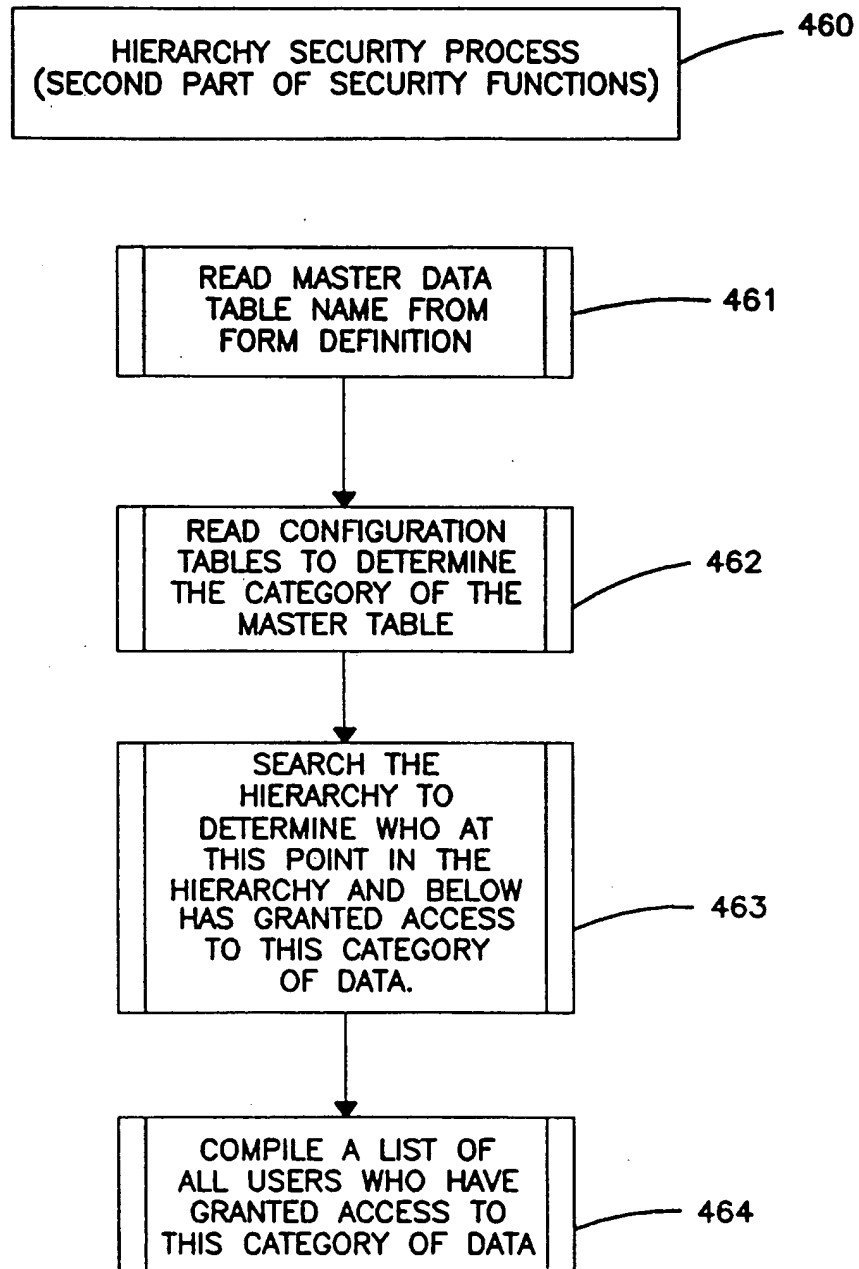 460
HIERARCHY SECURITY PROCESS
(SECOND PART OF SECURITY FUNCTIONS)
READ MASTER DATA
TABLE NAME FROM
FORM DEFINITION
461
READ CONFIGURATION
TABLES TO DETERMINE
THE CATEGORY OF THE
MASTER TABLE
462
SEARCH THE
HIERARCHY TO
DETERMINE WHO AT
THIS POINT IN THE
HIERARCHY AND BELOW
HAS GRANTED ACCESS
TO THIS CATEGORY
OF DATA.
463
COMPILE A LIST OF
ALL USERS WHO HAVE
GRANTED ACCESS TO
THIS CATEGORY OF DATA
464